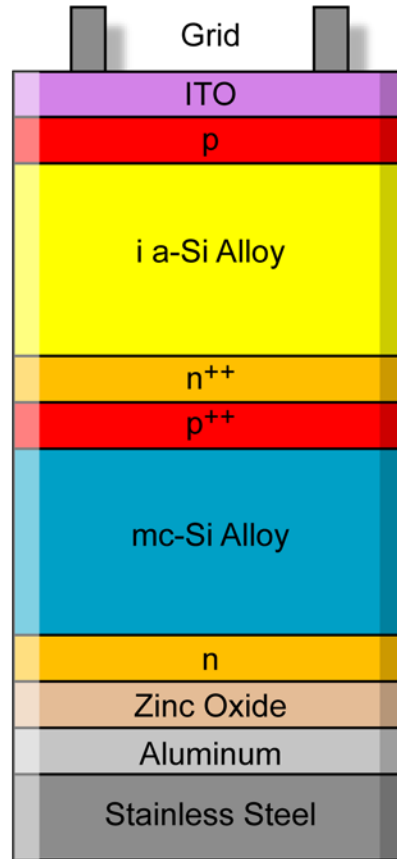 Grid
ITO
p
i a-Si Alloy
n++
p++
mc-Si Alloy
n
Zinc Oxide
Aluminum
Stainless Steel